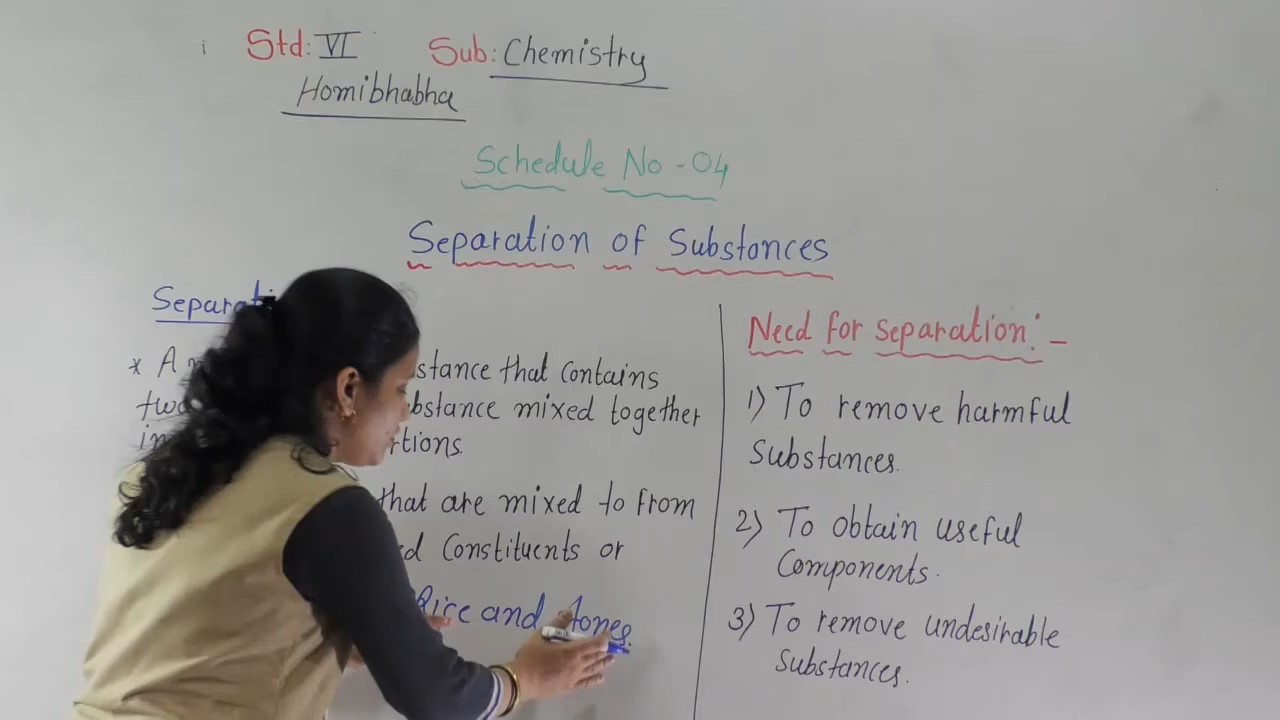 Std: VI Sub: Chemistry
Homibhabha
Schedule No - 04
Separation of Substances
stance that contains
bstance mixed together
rtions.
that are mixed to from
Constituents or
Rice and
Need for separation:-
1) To remove harmful
Substances.
2) To obtain useful
Components.
3) To remove undesirable
substances.